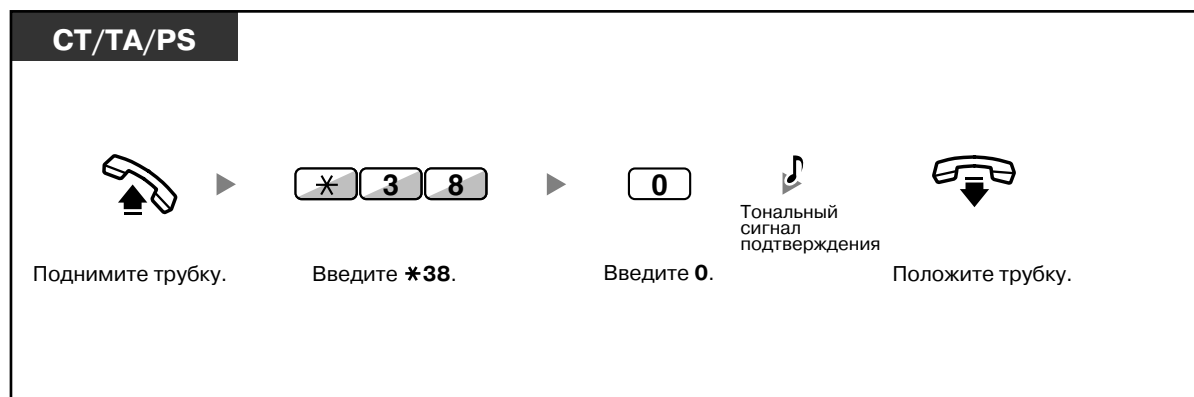 CT/TA/PS
✳ 3 8
0
Тональный
сигнал
подтверждения
Поднимите трубку.
Введите ✳38.
Введите 0.
Положите трубку.